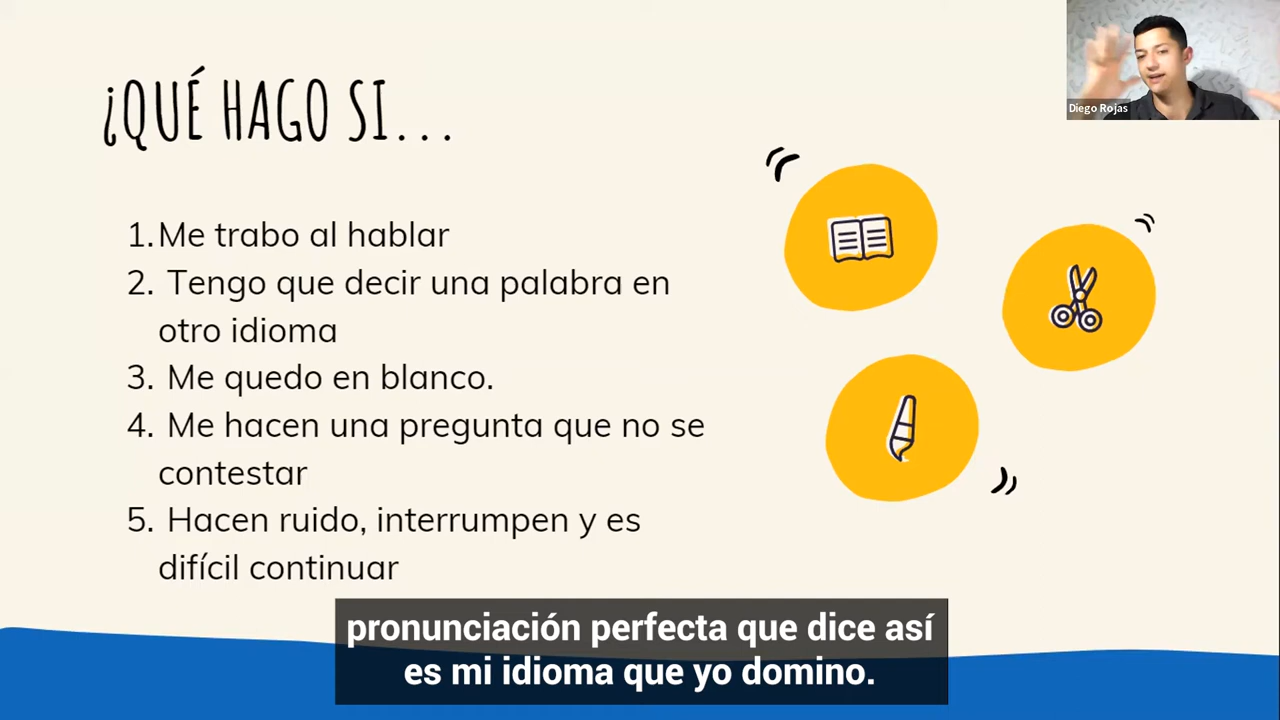 ¿QUÉ HAGO SI...
Diego Rojas
1. Me trabo al hablar
2. Tengo que decir una palabra en
otro idioma
3. Me quedo en blanco.
4. Me hacen una pregunta que no se
contestar
5. Hacen ruido, interrumpen y es
difícil continuar
pronunciación perfecta que dice así
es mi idioma que yo domino.